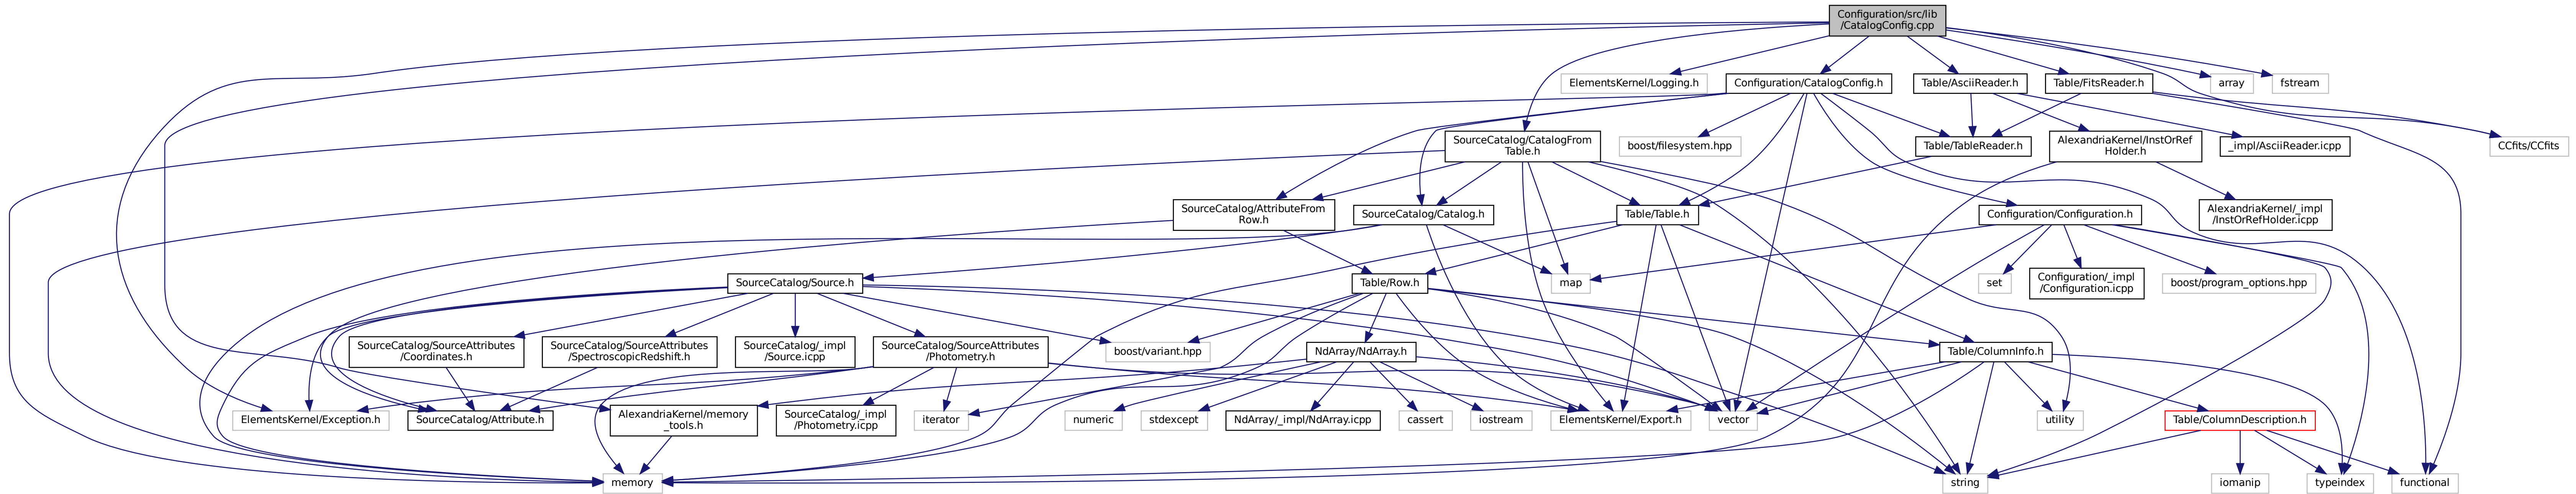 Configuration/src/lib
/CatalogConfig.cpp
ElementsKernel/Logging.h
Configuration/CatalogConfig.h
Table/AsciiReader.h
Table/FitsReader.h
array
fstream
SourceCatalog/CatalogFrom
Table.h
boost/filesystem.hpp
Table/TableReader.h
AlexandriaKernel/InstOrRef
Holder.h
_impl/AsciiReader.icpp
CCfits/CCfits
SourceCatalog/AttributeFrom
Row.h
SourceCatalog/Catalog.h
Table/Table.h
Configuration/Configuration.h
AlexandriaKernel/_impl
/InstOrRefHolder.icpp
SourceCatalog/Source.h
Table/Row.h
map
set
Configuration/_impl
/Configuration.icpp
boost/program_options.hpp
SourceCatalog/SourceAttributes
/Coordinates.h
SourceCatalog/SourceAttributes
/SpectroscopicRedshift.h
SourceCatalog/_impl
/Source.icpp
SourceCatalog/SourceAttributes
/Photometry.h
boost/variant.hpp
NdArray/NdArray.h
Table/ColumnInfo.h
ElementsKernel/Exception.h
SourceCatalog/Attribute.h
AlexandriaKernel/memory
_tools.h
SourceCatalog/_impl
/Photometry.icpp
iterator
numeric
stdexcept
NdArray/_impl/NdArray.icpp
cassert
iostream
ElementsKernel/Export.h
vector
utility
Table/ColumnDescription.h
memory
string
iomanip
typeindex
functional